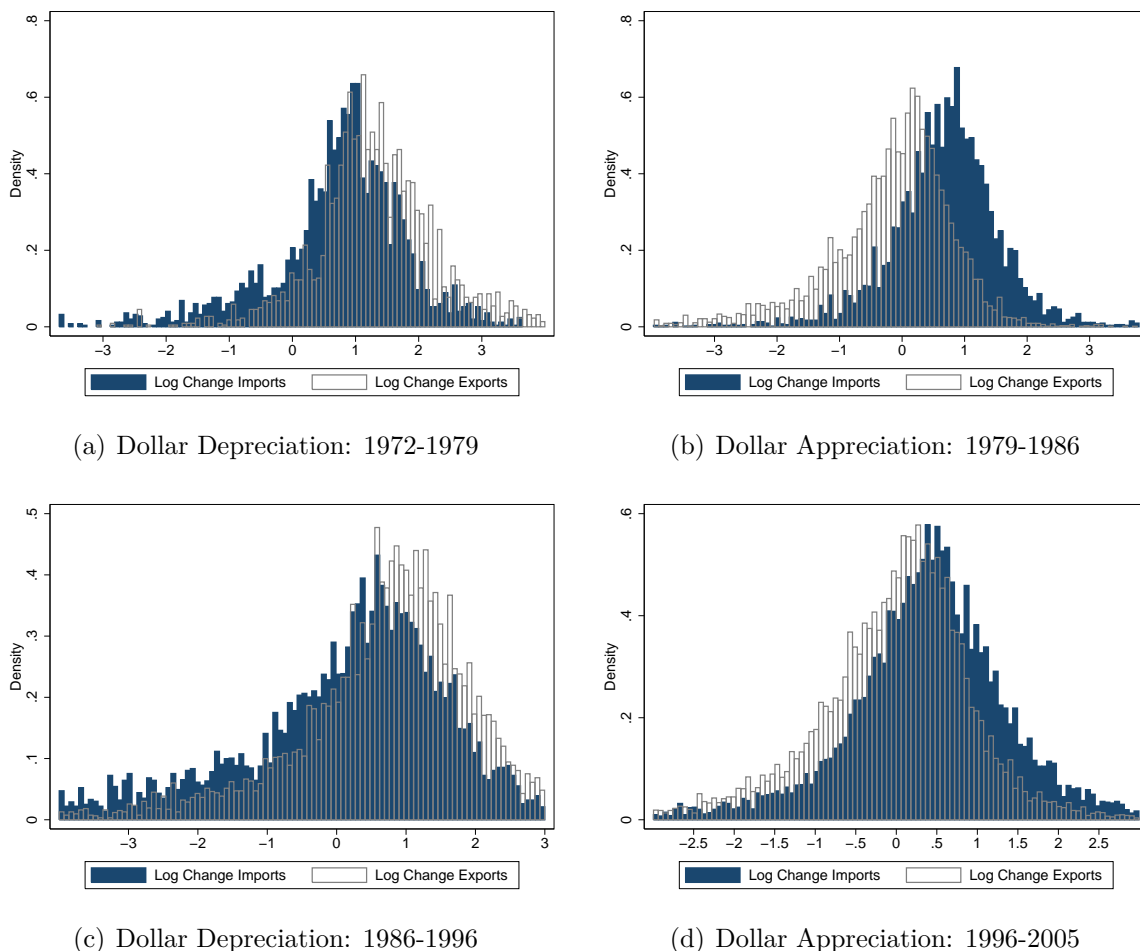 0 .2 .4 .6 .8
Density
−3 −2 −1 0 1 2 3
Log Change Imports Log Change Exports
(a) Dollar Depreciation: 1972-1979
0 .2 .4 .6 .8
Density
−3 −2 −1 0 1 2 3
Log Change Imports Log Change Exports
(b) Dollar Appreciation: 1979-1986
0 .1 .2 .3 .4 .5
Density
−3 −2 −1 0 1 2 3
Log Change Imports Log Change Exports
(c) Dollar Depreciation: 1986-1996
0 .2 .4 .6
Density
−2.5 −2 −1.5 −1 −.5 0 .5 1 1.5 2 2.5
Log Change Imports Log Change Exports
(d) Dollar Appreciation: 1996-2005